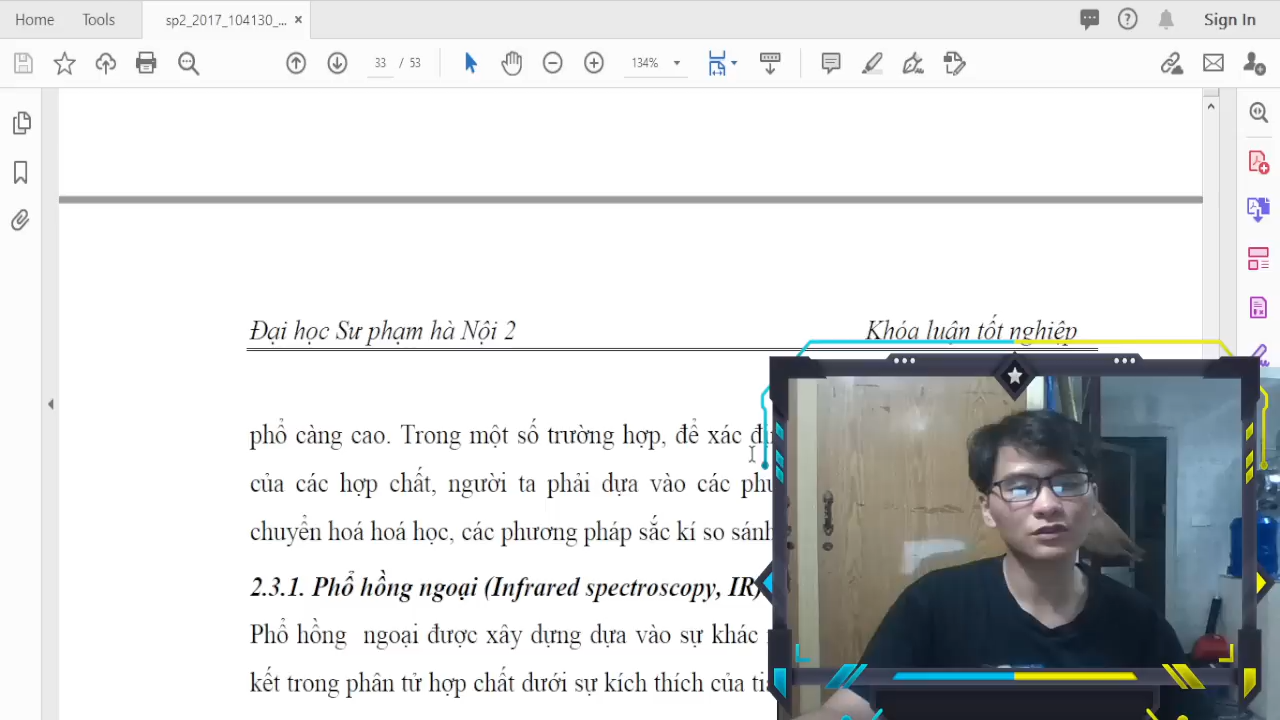 Home Tools sp2_2017_104130_... × Sign In
33 / 53 134%
Đại học Sư phạm hà Nội 2 Khóa luận tốt nghiệp
phổ càng cao. Trong một số trường hợp, để xác
của các hợp chất, người ta phải dựa vào các
chuyển hoá hoá học, các phương pháp sắc kí so sánh
2.3.1. Phổ hồng ngoại (Infrared spectroscopy, IR)
Phổ hồng ngoại được xây dựng dựa vào sự khác
kết trong phân tử hợp chất dưới sự kích thích của